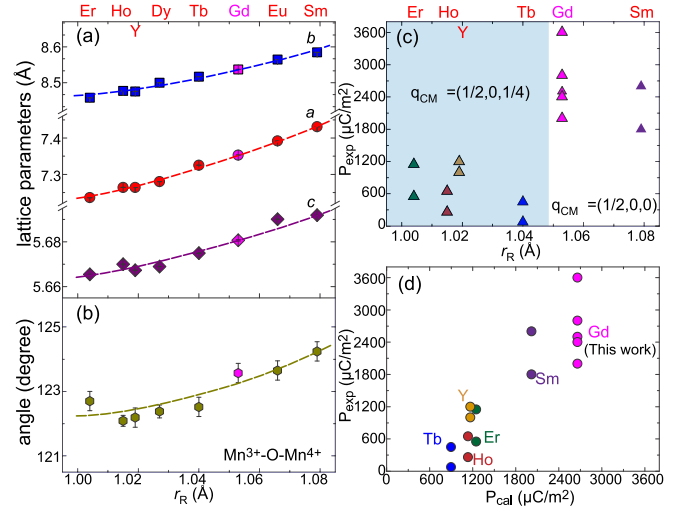 Er Ho Dy Tb Gd Eu Sm
Y
(a)
b
a
c
8.6
8.5
7.4
7.3
5.68
5.66
lattice parameters (Å)
(b)
125
123
121
angle (degree)
Mn3+-O-Mn4+
1.00 1.02 1.04 1.06 1.08
rR (Å)
Er Ho Tb Gd Sm
Y
(c)
qCM =(1/2,0,1/4)
qCM =(1/2,0,0)
3600
3000
2400
1800
1200
600
0
Pexp (μC/m2)
1.00 1.02 1.04 1.06 1.08
rR (Å)
(d)
Gd
(This work)
Sm
Y
Tb
Er
Ho
3600
3000
2400
1800
1200
600
0
Pexp (μC/m2)
0 600 1200 1800 2400 3000 3600
Pcal (μC/m2)